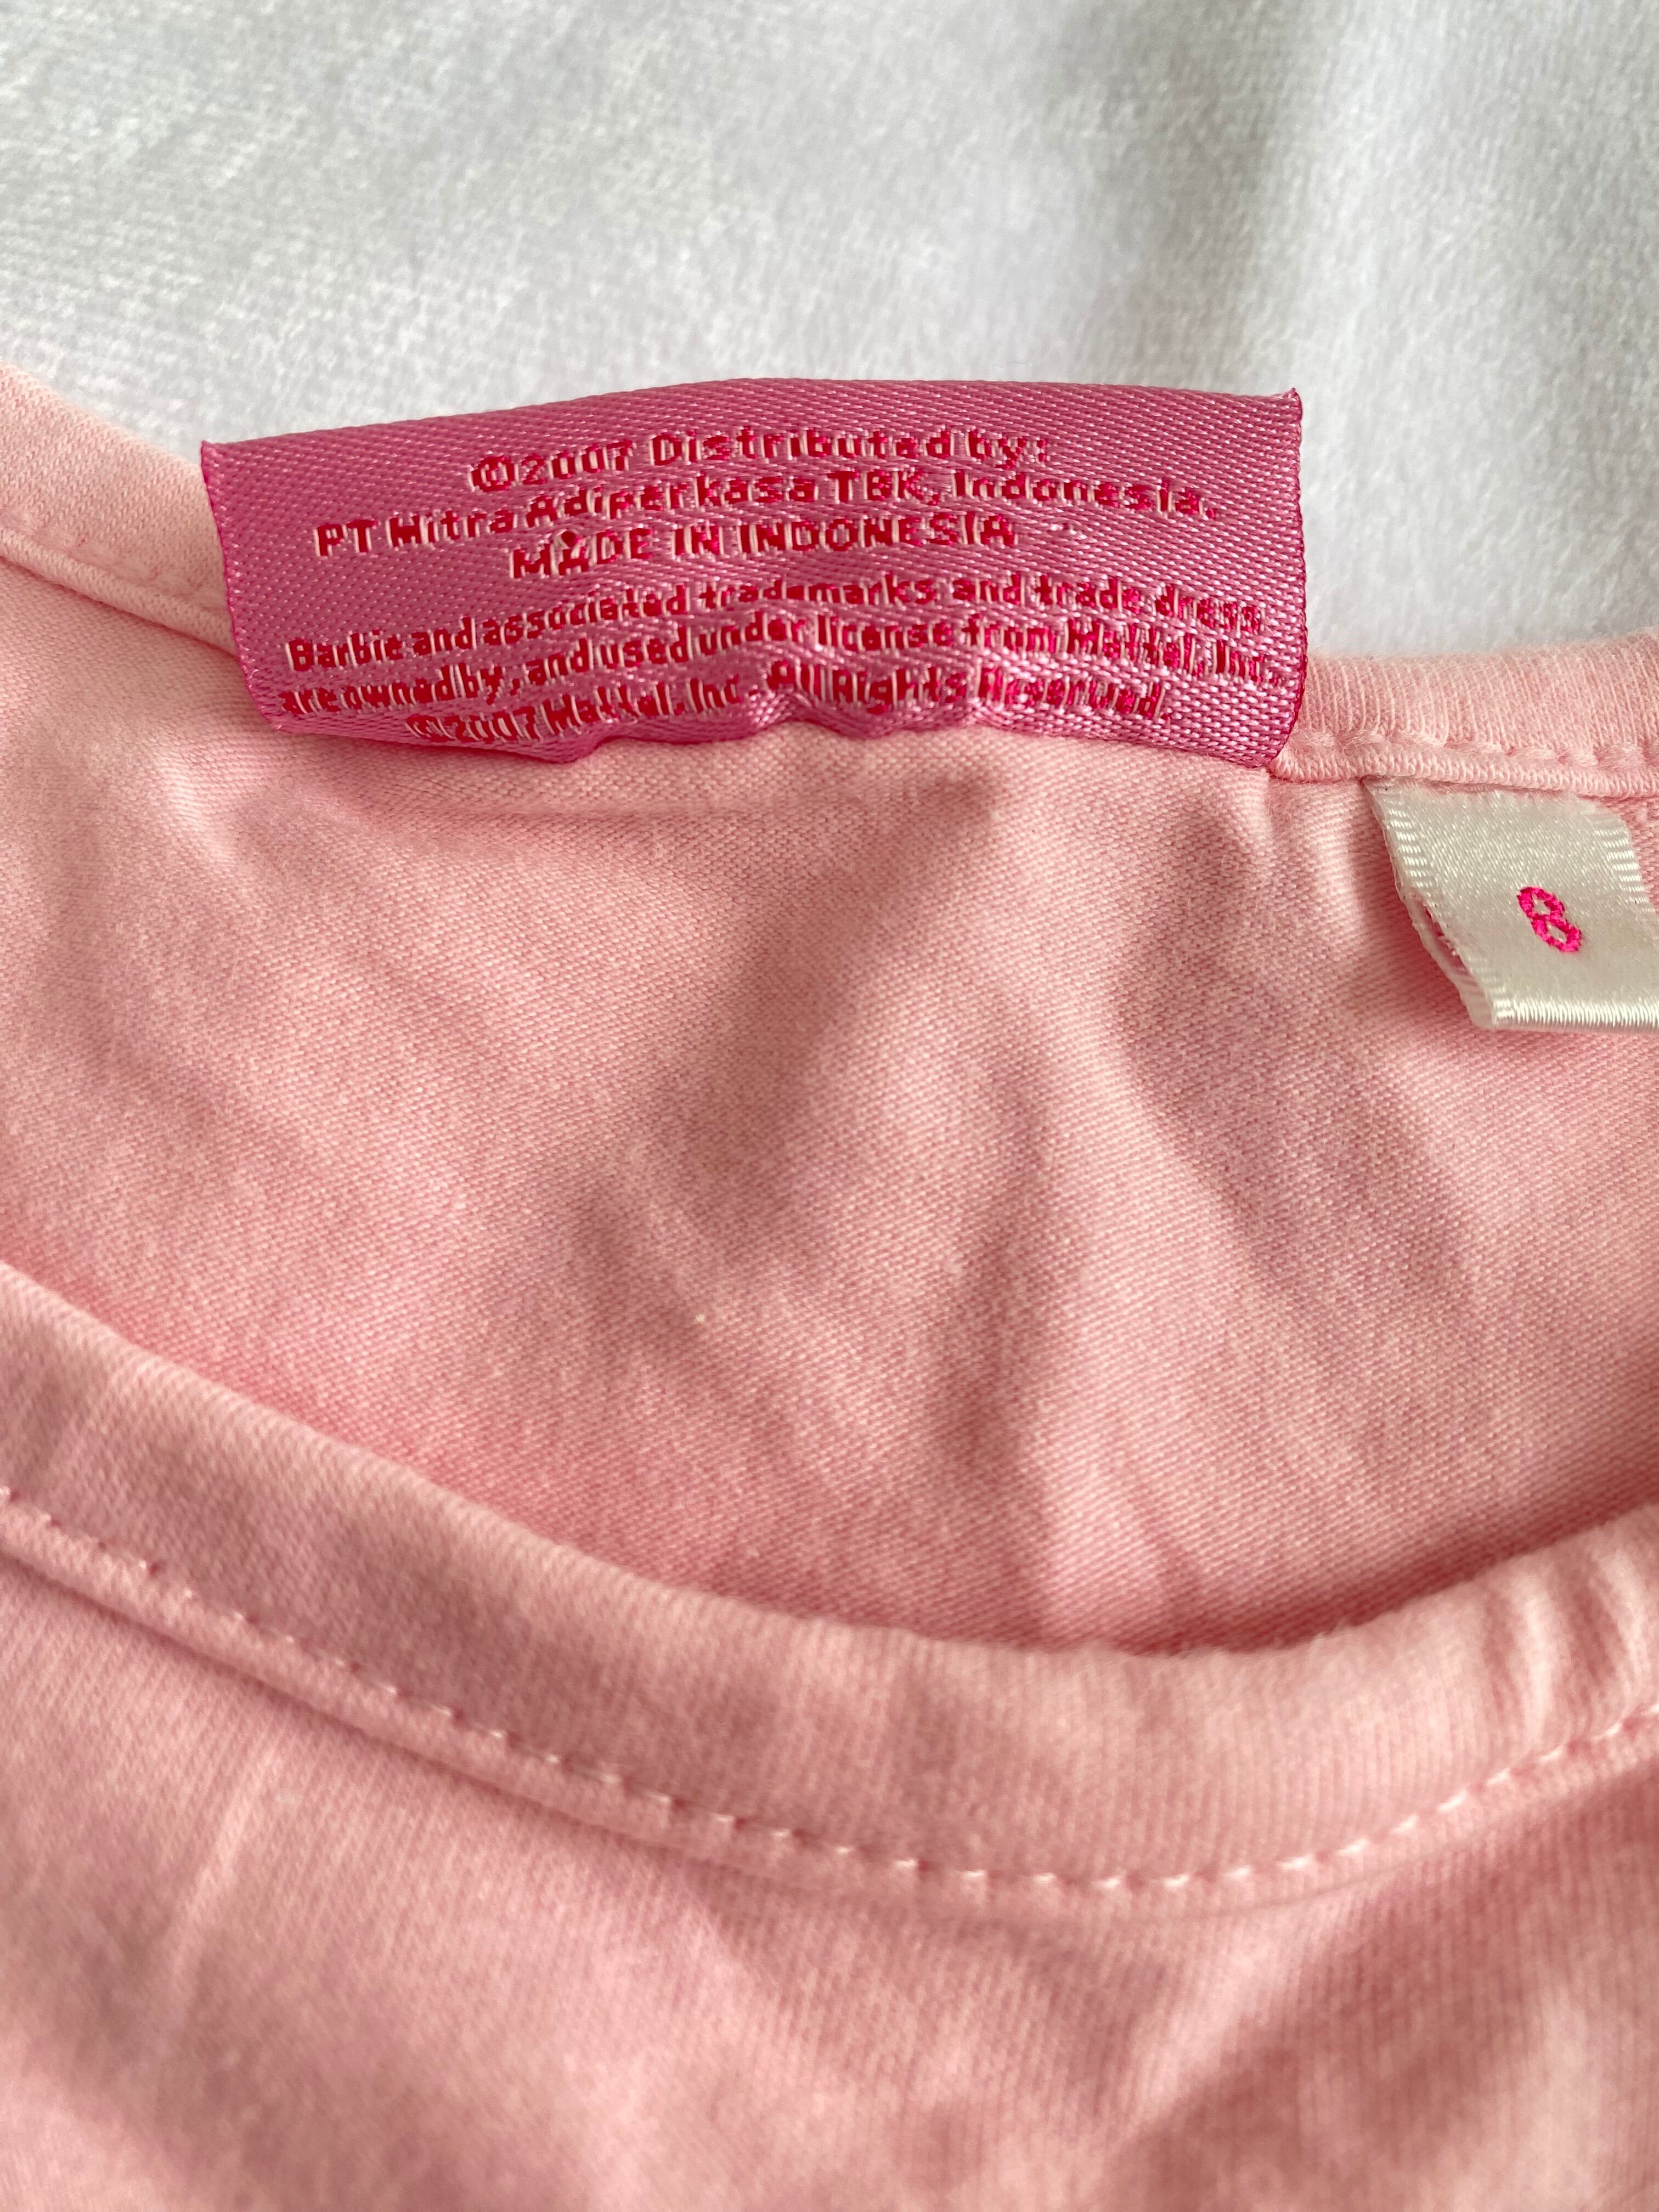 ©2007 Distributed by:
PT Mitra Adiperkasa TBK, Indonesia.
MADE IN INDONESIA
Barbie and associated trademarks and trade dress
are owned by, and used under license from Mattel, Inc.
©2007 Mattel, Inc. All Rights Reserved.
8